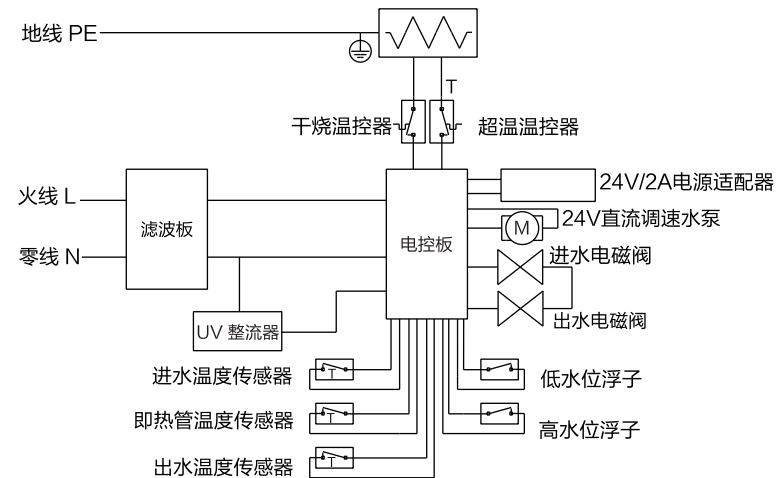 地线 PE
T
干烧温控器
超温温控器
火线 L
滤波板
24V/2A电源适配器
24V直流调速水泵
M
电控板
零线 N
进水电磁阀
出水电磁阀
UV 整流器
进水温度传感器
T
低水位浮子
即热管温度传感器
T
高水位浮子
出水温度传感器
T